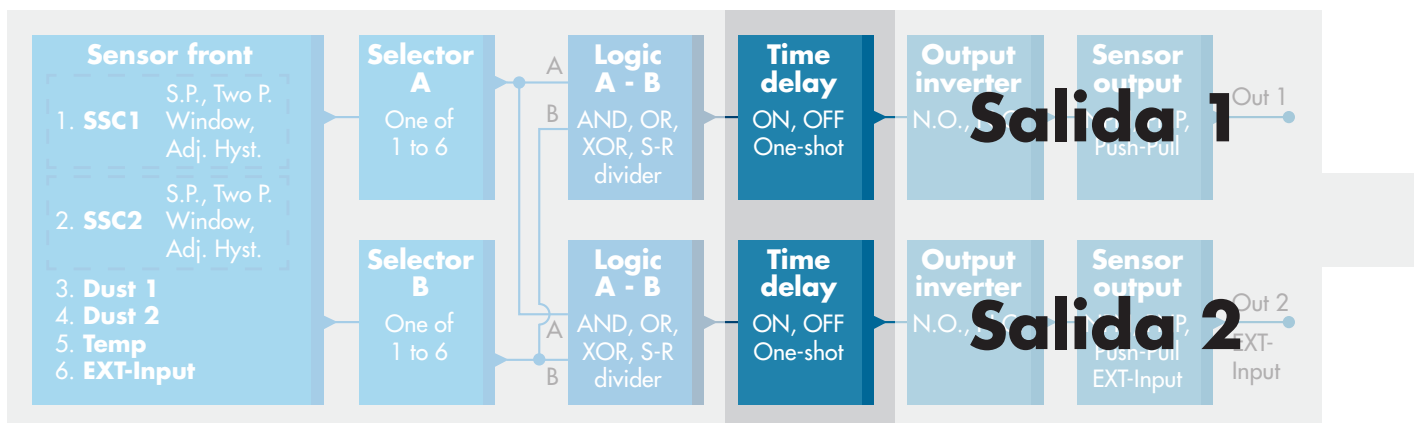 Sensor front
1. SSC1
S.P., Two P.
Window,
Adj. Hyst.
2. SSC2
S.P., Two P.
Window,
Adj. Hyst.
3. Dust 1
4. Dust 2
5. Temp
6. EXT-Input
Selector
A
One of
1 to 6
A
B
Logic
A - B
AND, OR,
XOR, S-R
divider
Time
delay
ON, OFF
One-shot
Output
inverter
N.O.,
Sensor
output
Push-Pull
Salida 1
Out 1
Selector
B
One of
1 to 6
A
B
Logic
A - B
AND, OR,
XOR, S-R
divider
Time
delay
ON, OFF
One-shot
Output
inverter
N.O.,
Sensor
output
Push-Pull
EXT-Input
Salida 2
Out 2
EXT-
Input